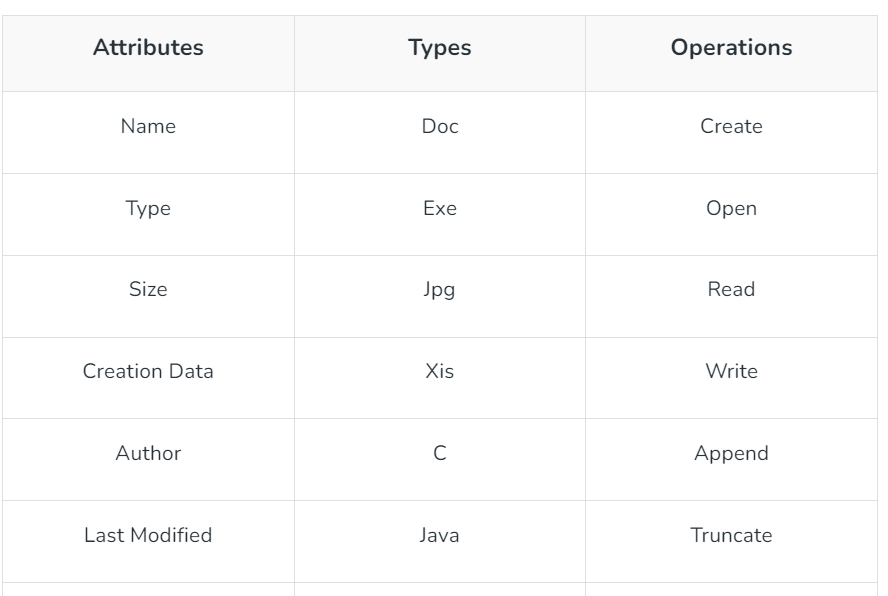 Attributes Types Operations
Name Doc Create
Type Exe Open
Size Jpg Read
Creation Data Xis Write
Author C Append
Last Modified Java Truncate